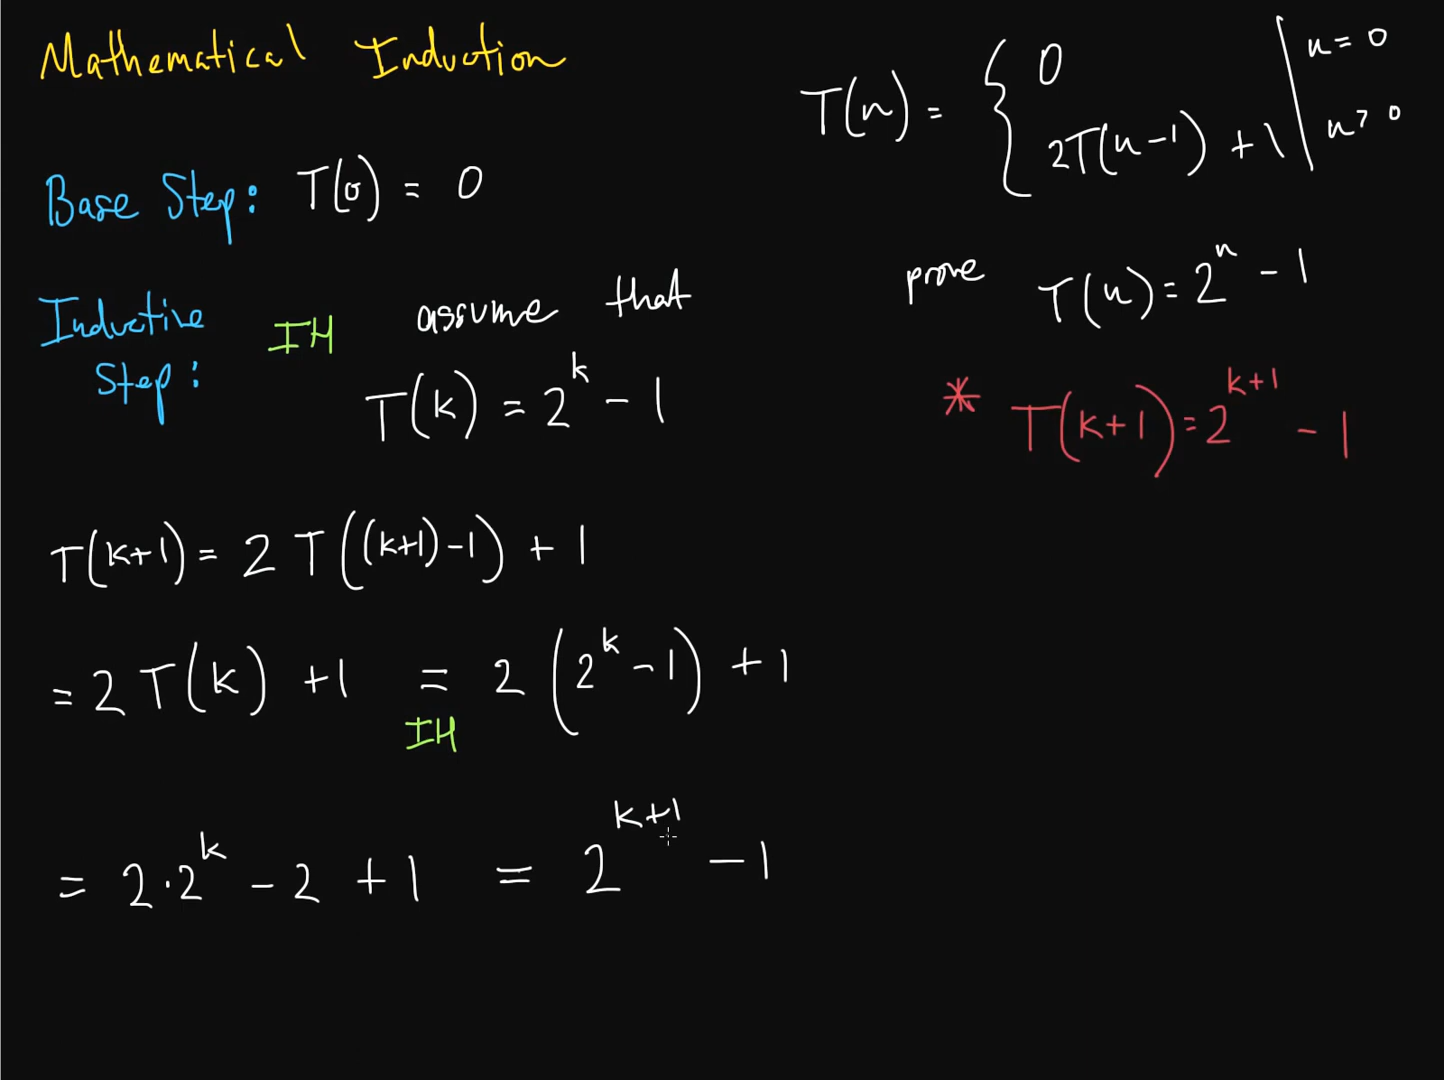 Mathematical Induction
T(n) = { 0 | n = 0
2T(n-1) + 1 | n > 0
Base Step: T(0) = 0
prove T(n) = 2^n - 1
Inductive Step: IH assume that
T(k) = 2^k - 1
* T(k+1) = 2^{k+1} - 1
T(k+1) = 2 T((k+1)-1) + 1
= 2 T(k) + 1 = 2 (2^k - 1) + 1
IH
= 2·2^k - 2 + 1 = 2^{k+1} - 1